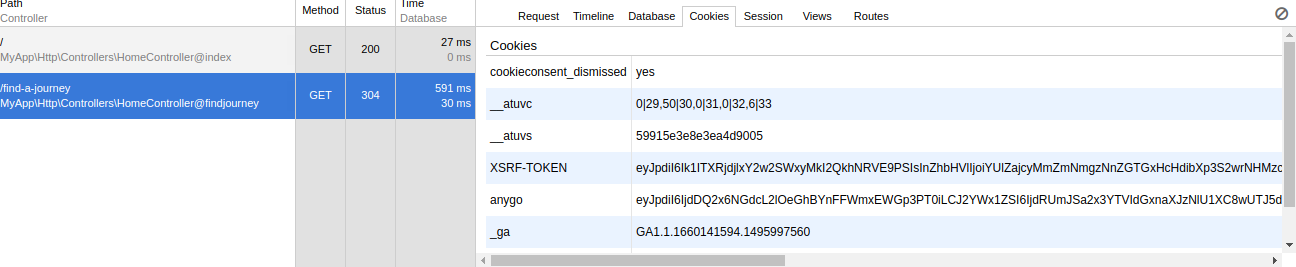 Path
Controller
Method
Status
Time
Database
/
MyApp\Http\Controllers\HomeController@index
GET
200
27 ms
0 ms
/find-a-journey
MyApp\Http\Controllers\HomeController@findjourney
GET
304
591 ms
30 ms
Request Timeline Database Cookies Session Views Routes
Cookies
cookieconsent_dismissed yes
__atuvc 0|29,50|30,0|31,0|32,6|33
__atuvs 59915e3e8e3ea4d9005
XSRF-TOKEN
anygo
_ga GA1.1.1660141594.1495997560